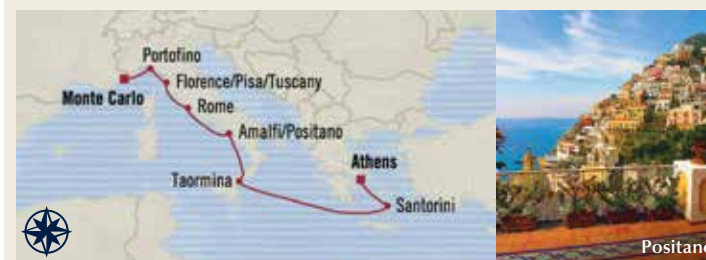 Portofino
Florence/Pisa/Tuscany
Monte Carlo
Rome
Amalfi/Positano
Athens
Taormina
Santorini
Positano